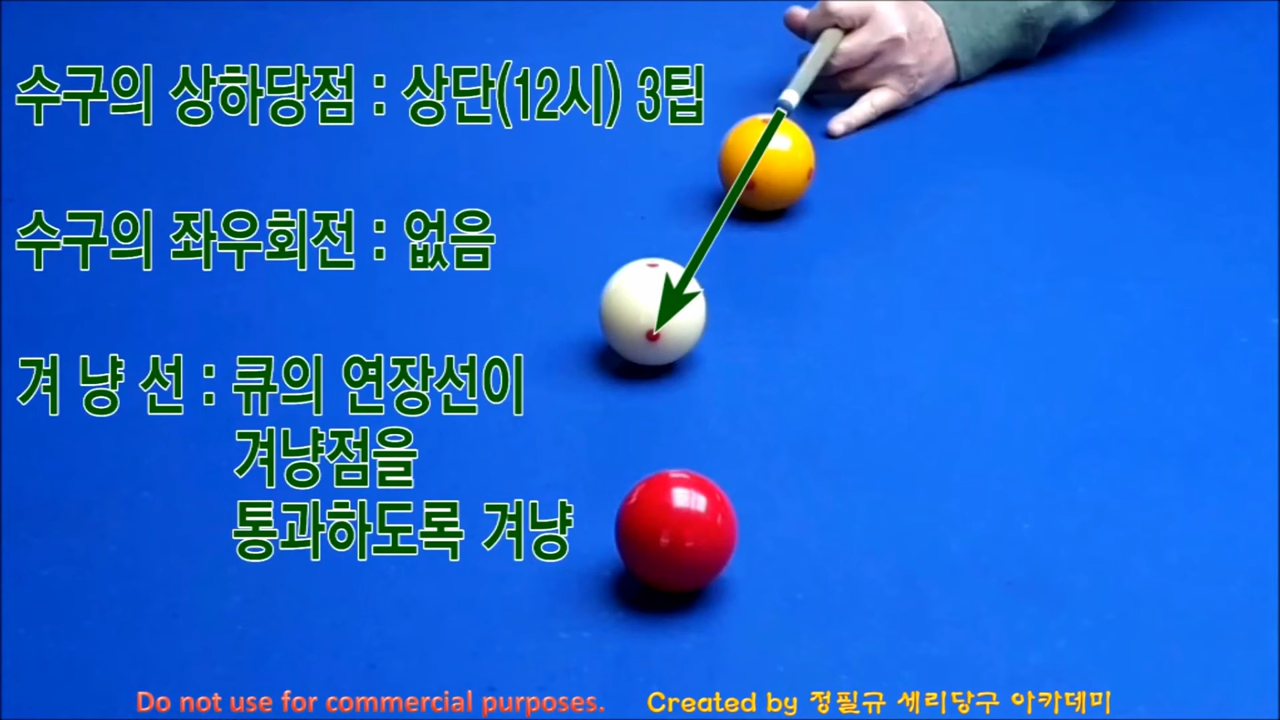 수구의 상하당점 : 상단(12시) 3팁
수구의 좌우회전 : 없음
겨 냥 선 : 큐의 연장선이
겨냥점을
통과하도록 겨냥
Do not use for commercial purposes. Created by 정필규 세리당구 아카데미